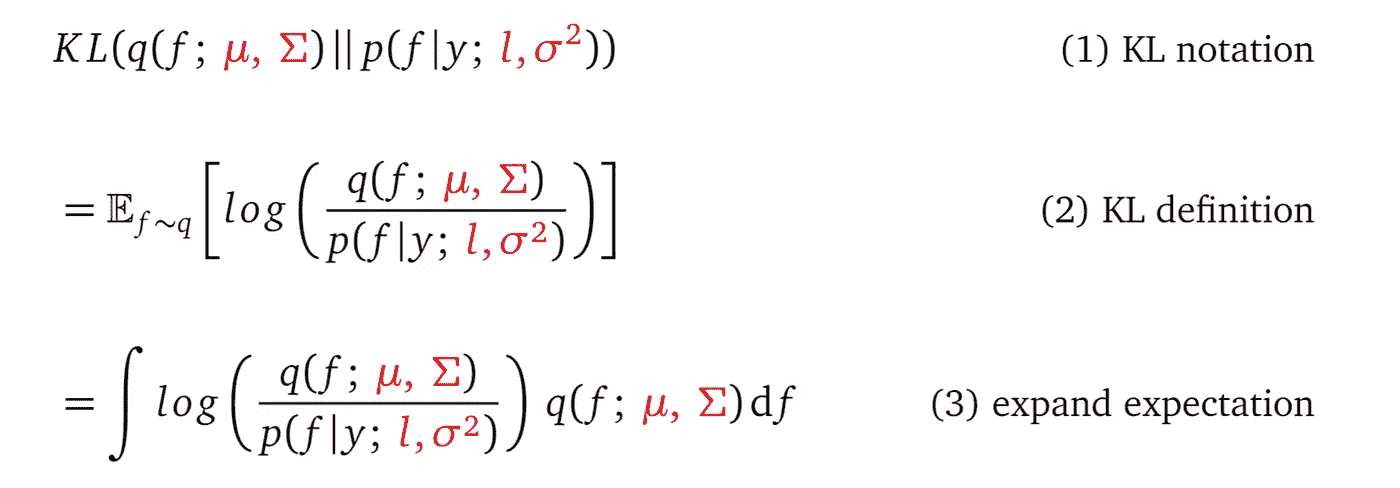 KL(q(f; μ, Σ)||p(f|y; l,σ²)) (1) KL notation
= 𝔼_{f∼q} [ log ( q(f; μ, Σ) / p(f|y; l,σ²) ) ] (2) KL definition
= ∫ log ( q(f; μ, Σ) / p(f|y; l,σ²) ) q(f; μ, Σ)df (3) expand expectation